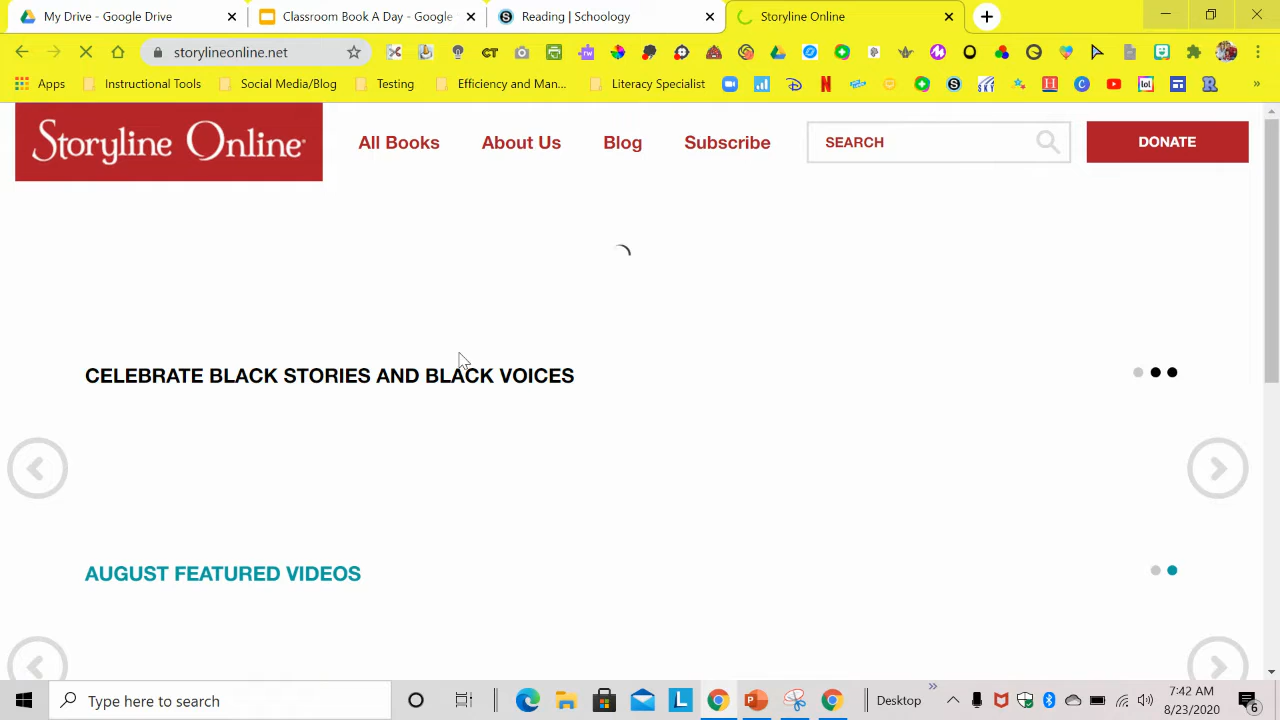 My Drive - Google Drive
Classroom Book A Day - Google
Reading | Schoology
Storyline Online
storylineonline.net
Apps
Instructional Tools
Social Media/Blog
Testing
Efficiency and Man...
Literacy Specialist
Storyline Online
All Books
About Us
Blog
Subscribe
SEARCH
DONATE
CELEBRATE BLACK STORIES AND BLACK VOICES
AUGUST FEATURED VIDEOS
Type here to search
Desktop
7:42 AM
8/23/2020
6